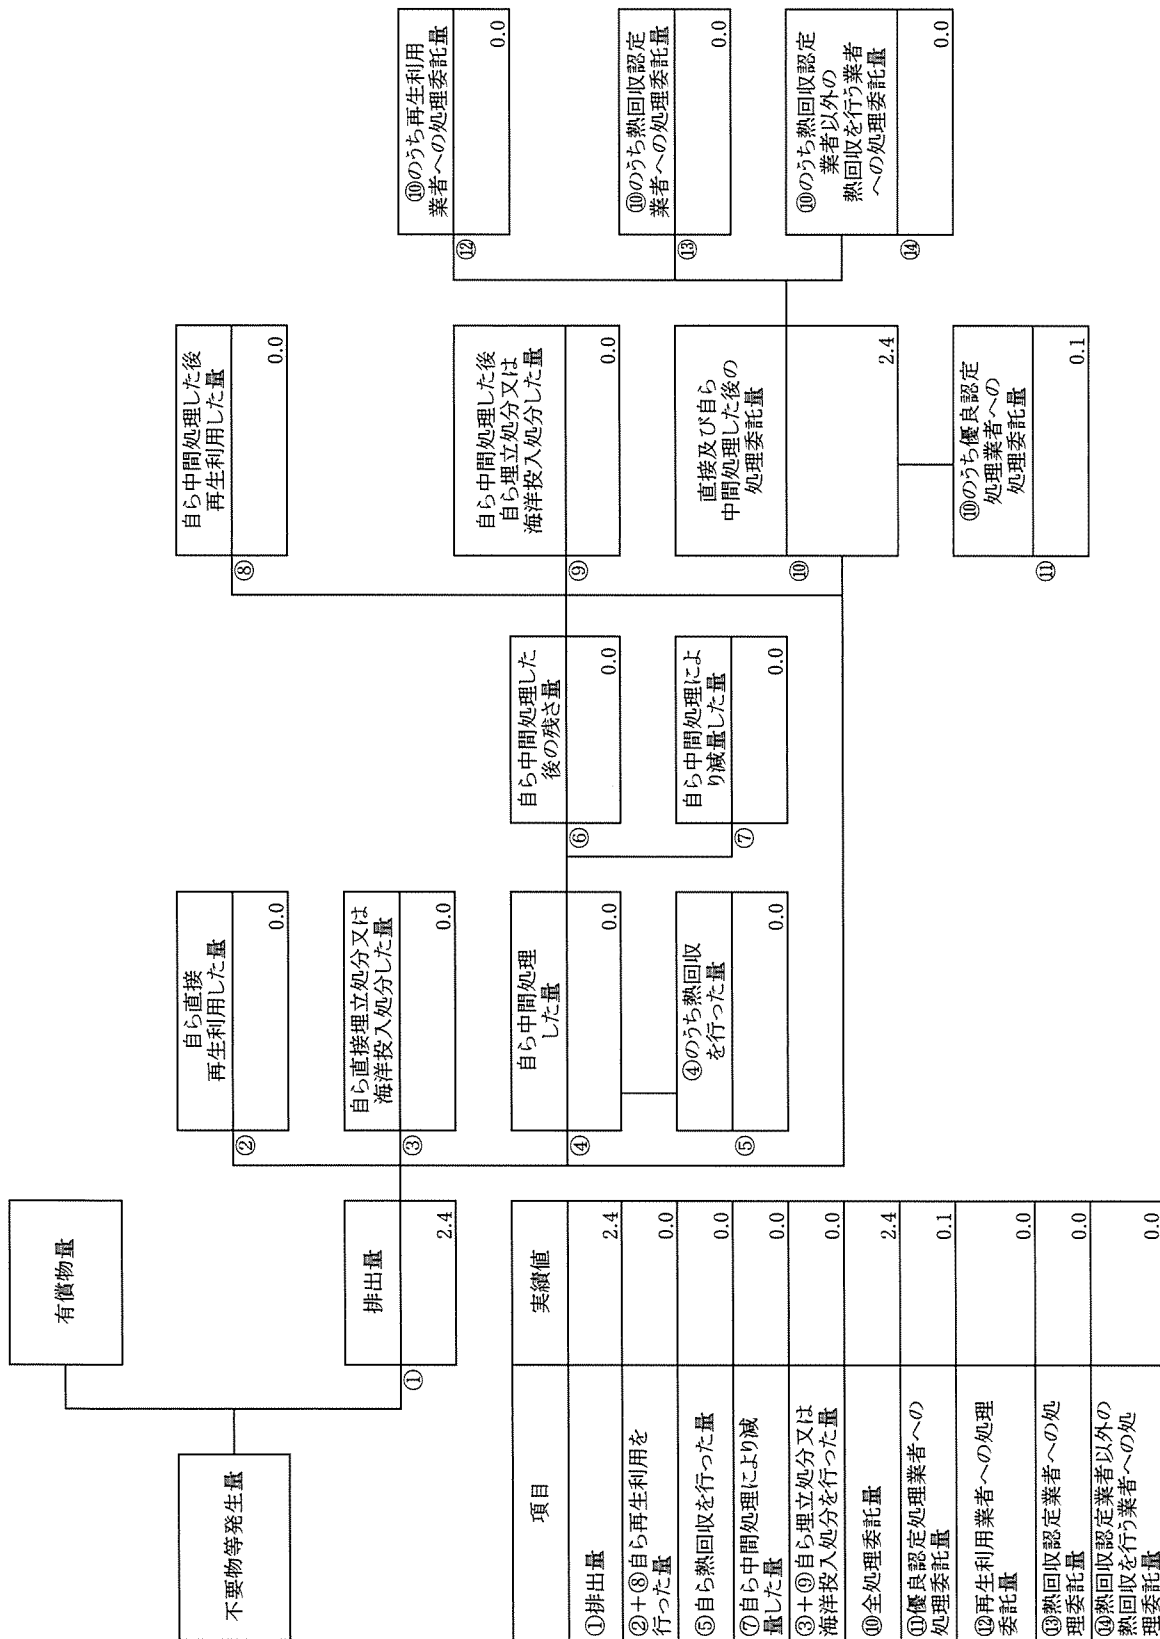 不要物等発生量
有償物量
①
排出量
2.4
②
自ら直接
再生利用した量
0.0
③
自ら直接埋立処分又は
海洋投入処分した量
0.0
④
自ら中間処理
した量
0.0
⑤
④のうち熱回収
を行った量
0.0
⑥
自ら中間処理した
後の残さ量
0.0
⑦
自ら中間処理によ
り減量した量
0.0
⑧
自ら中間処理した後
再生利用した量
0.0
⑨
自ら中間処理した後
自ら埋立処分又は
海洋投入処分した量
0.0
⑩
直接及び自ら
中間処理した後の
処理委託量
2.4
⑪
⑩のうち優良認定
処理業者への
処理委託量
0.1
⑫
⑩のうち再生利用
業者への処理委託量
0.0
⑬
⑩のうち熱回収認定
業者への処理委託量
0.0
⑭
⑩のうち熱回収認定
業者以外の
熱回収を行う業者
への処理委託量
0.0
項目 実績値
①排出量 2.4
②+⑧自ら再生利用を
行った量 0.0
⑤自ら熱回収を行った量 0.0
⑦自ら中間処理により減
量した量 0.0
③+⑨自ら埋立処分又は
海洋投入処分を行った量 0.0
⑩全処理委託量 2.4
⑪優良認定処理業者への
処理委託量 0.1
⑫再生利用業者への処理
委託量 0.0
⑬熱回収認定業者への処
理委託量 0.0
⑭熱回収認定業者以外の
熱回収を行う業者への処
理委託量 0.0